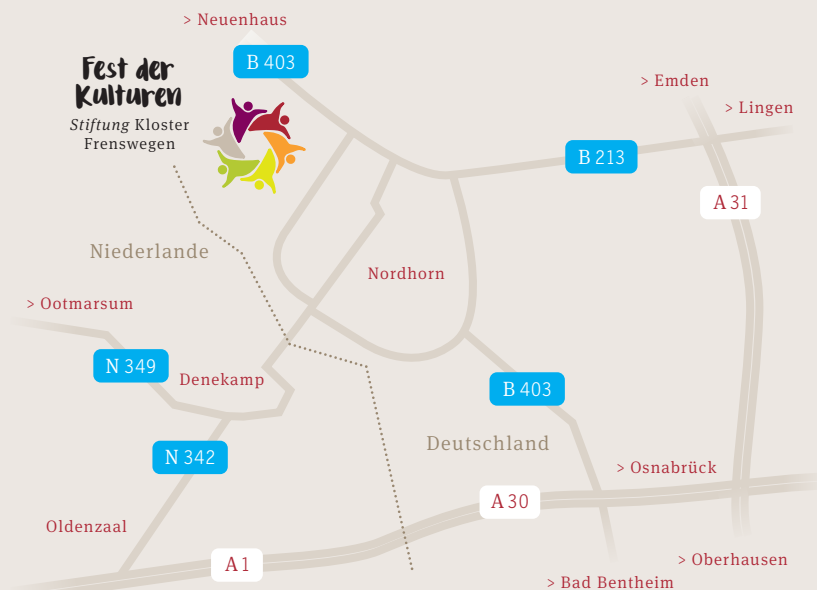 > Neuenhaus
B 403
Fest der
Kulturen
Stiftung Kloster
Frenswegen
> Emden
> Lingen
B 213
A 31
Niederlande
Nordhorn
> Ootmarsum
N 349
Denekamp
B 403
Deutschland
N 342
> Osnabrück
A 30
Oldenzaal
A 1
> Oberhausen
> Bad Bentheim